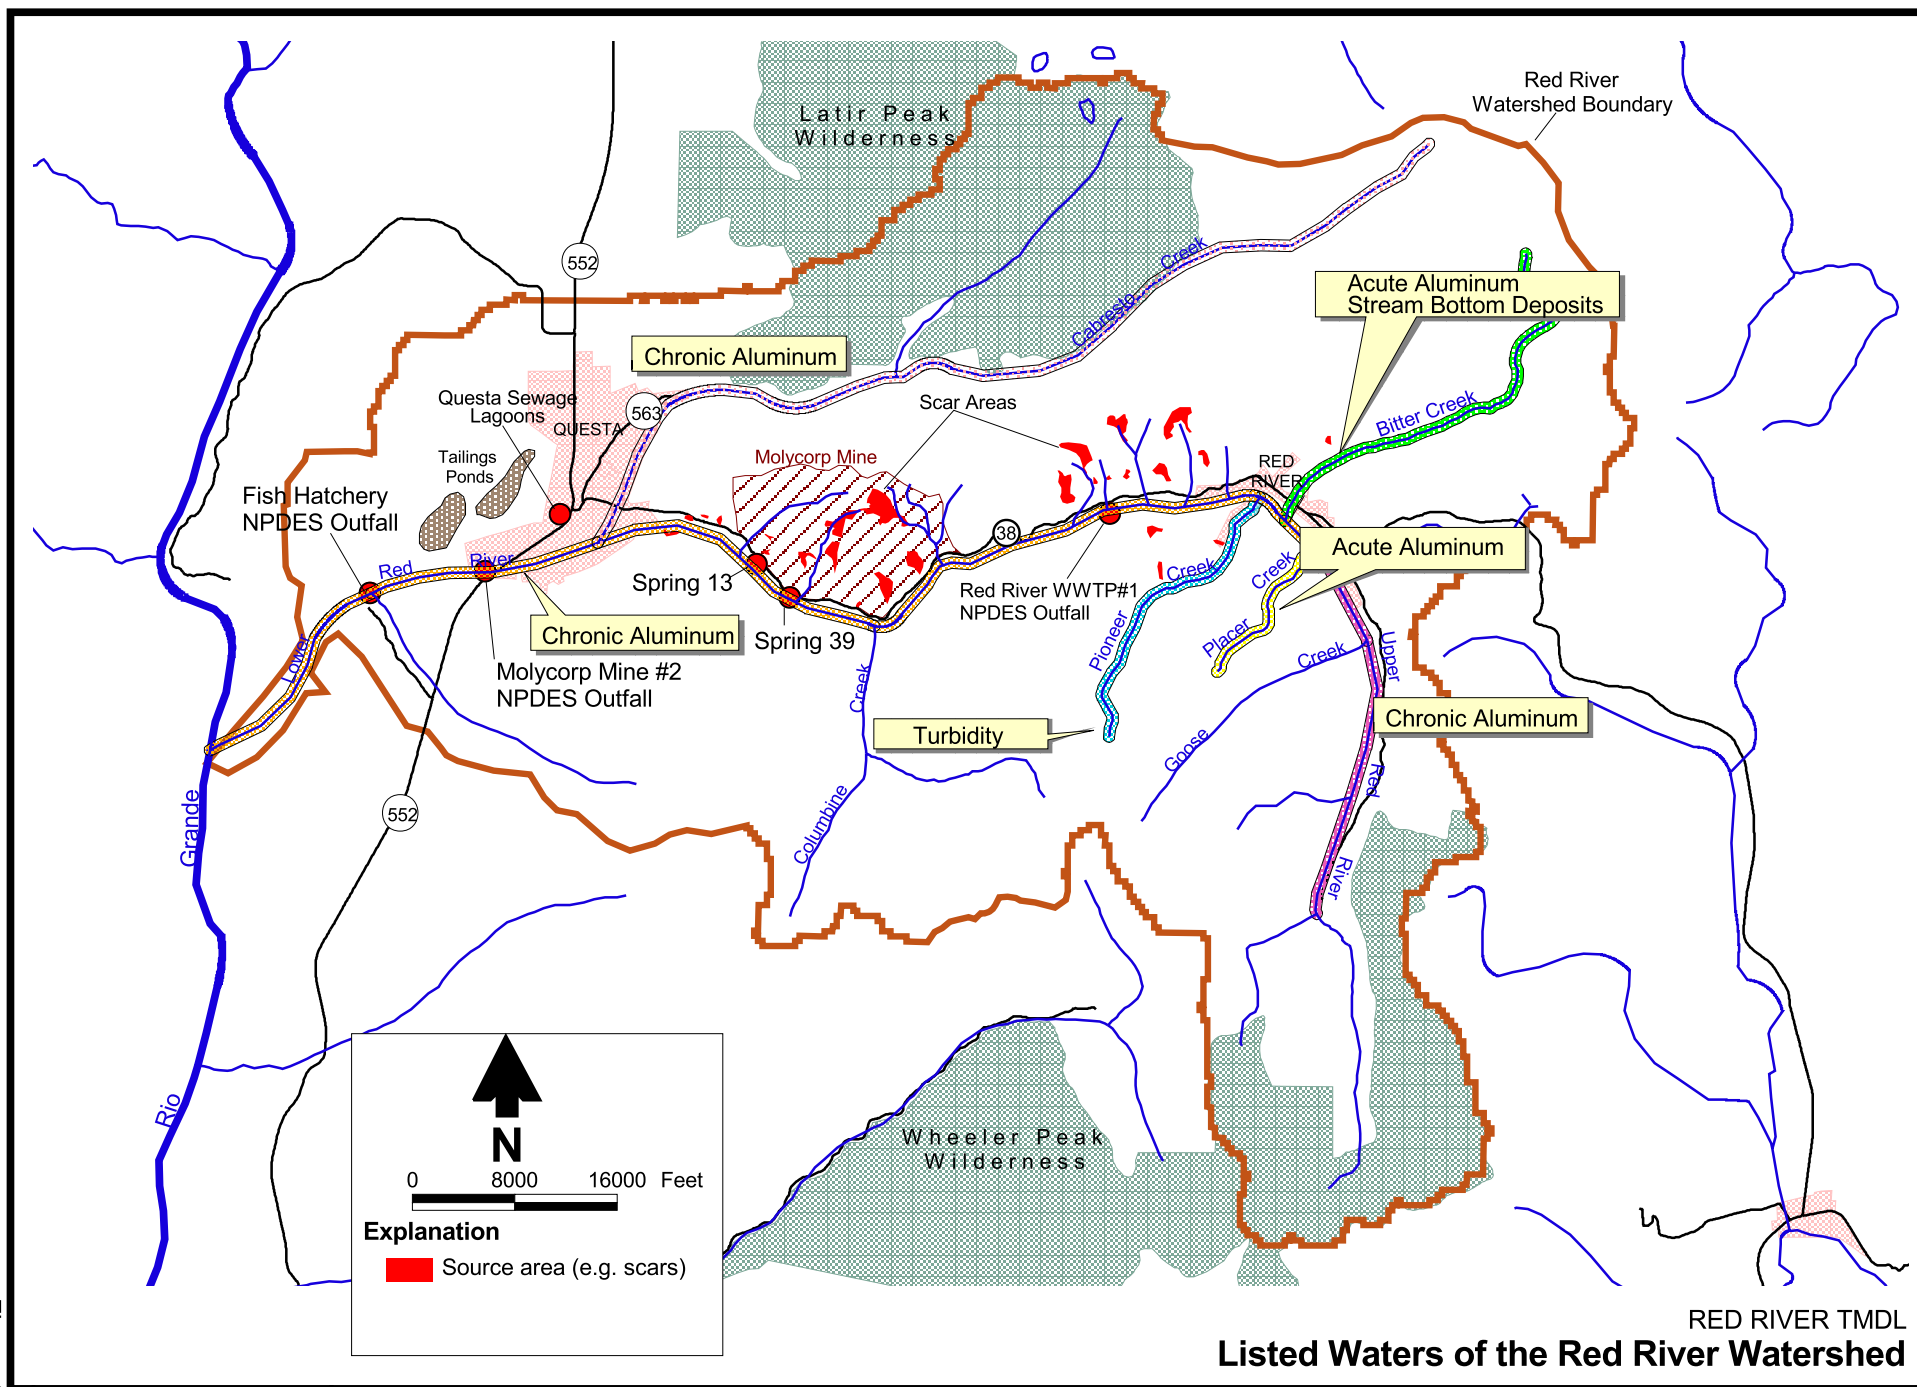 Red River
Watershed Boundary
Latir Peak
Wilderness
552
Creek
Cabresto
Acute Aluminum
Stream Bottom Deposits
Chronic Aluminum
Questa Sewage
Lagoons
QUESTA
563
Scar Areas
Bitter Creek
Tailings
Ponds
Molycorp Mine
RED
RIVER
Fish Hatchery
NPDES Outfall
38
Acute Aluminum
Red
River
Lower
Spring 13
Creek
Creek
Red River WWTP#1
NPDES Outfall
Chronic Aluminum
Spring 39
Pioneer
Placer
Creek
Upper
Molycorp Mine #2
NPDES Outfall
Creek
Chronic Aluminum
Turbidity
Goose
Red
552
Grande
Columbine
River
Rio
Wheeler Peak
Wilderness
N
0 8000 16000 Feet
Explanation
Source area (e.g. scars)
RED RIVER TMDL
Listed Waters of the Red River Watershed